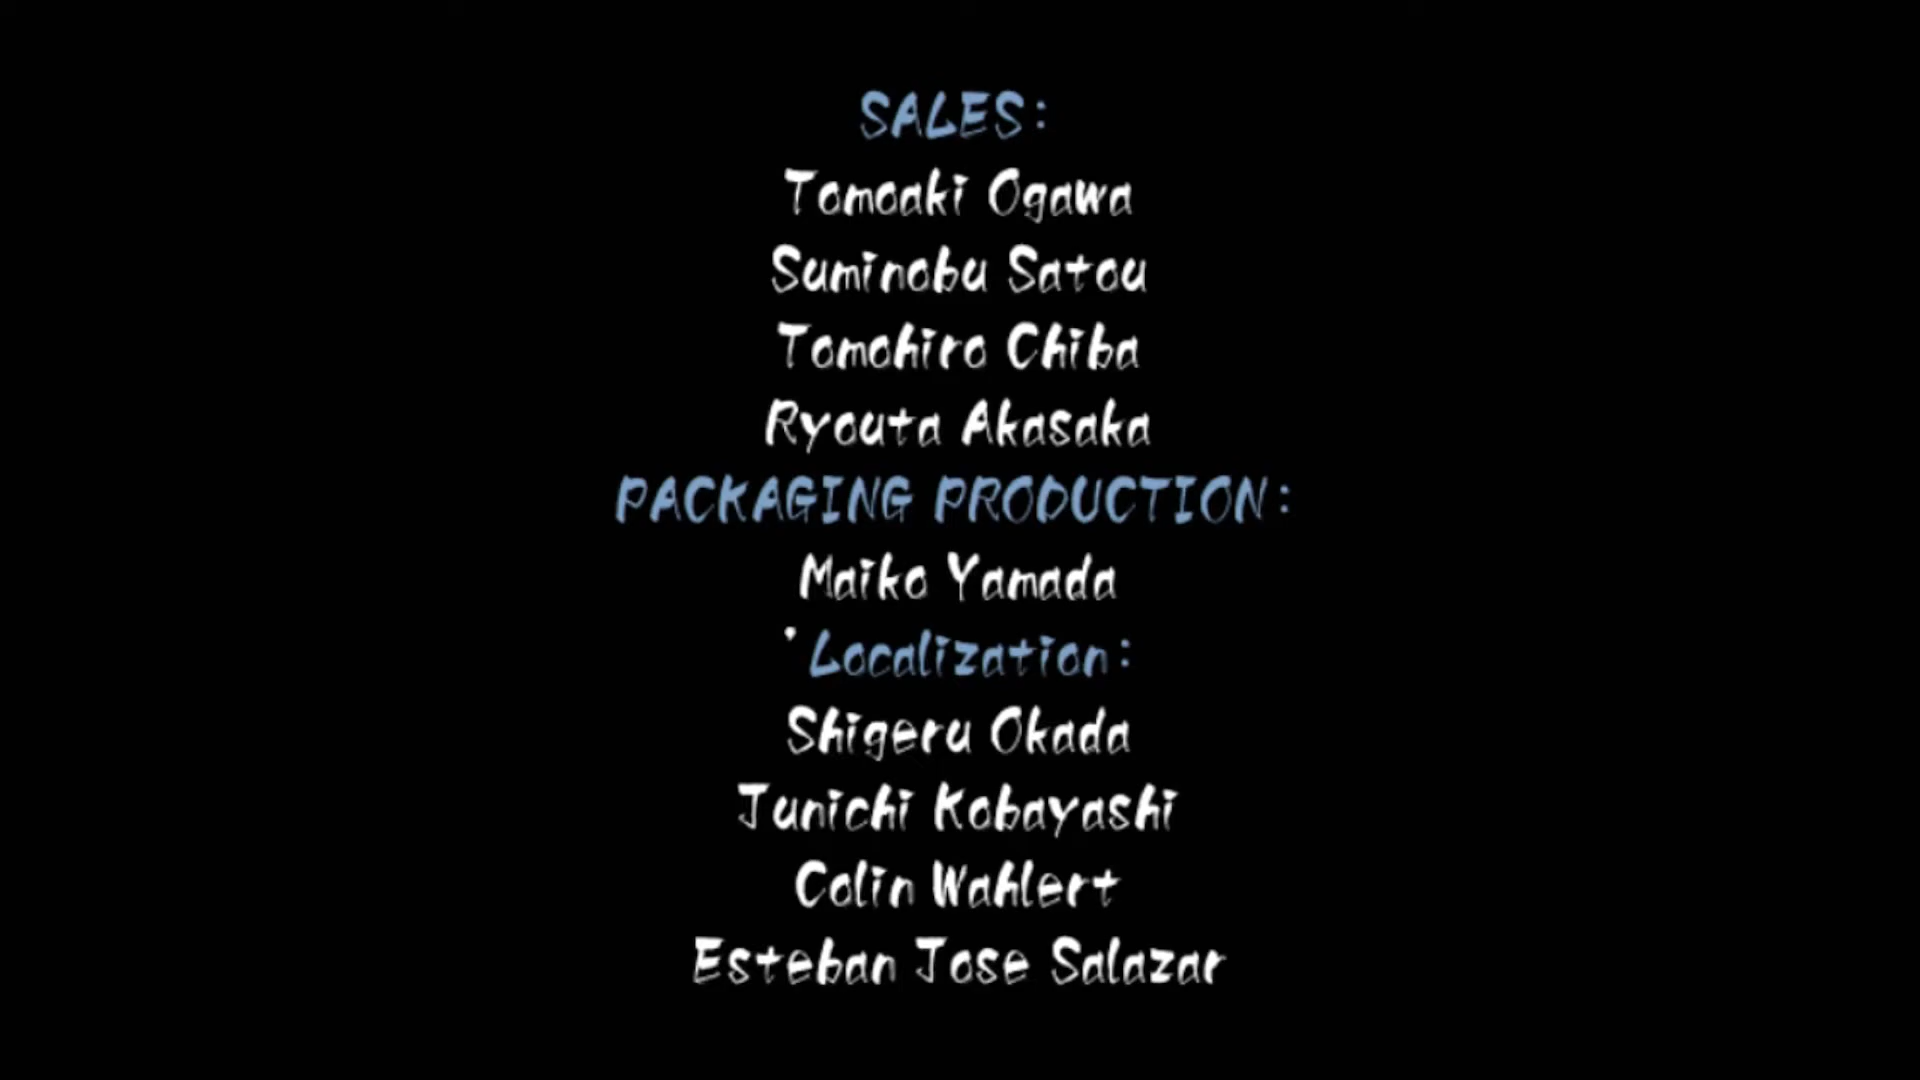 SALES:
Tomoaki Ogawa
Suminobu Satou
Tomohiro Chiba
Ryouta Akasaka
PACKAGING PRODUCTION:
Maiko Yamada
'Localization:
Shigeru Okada
Junichi Kobayashi
Colin Wahlert
Esteban Jose Salazar